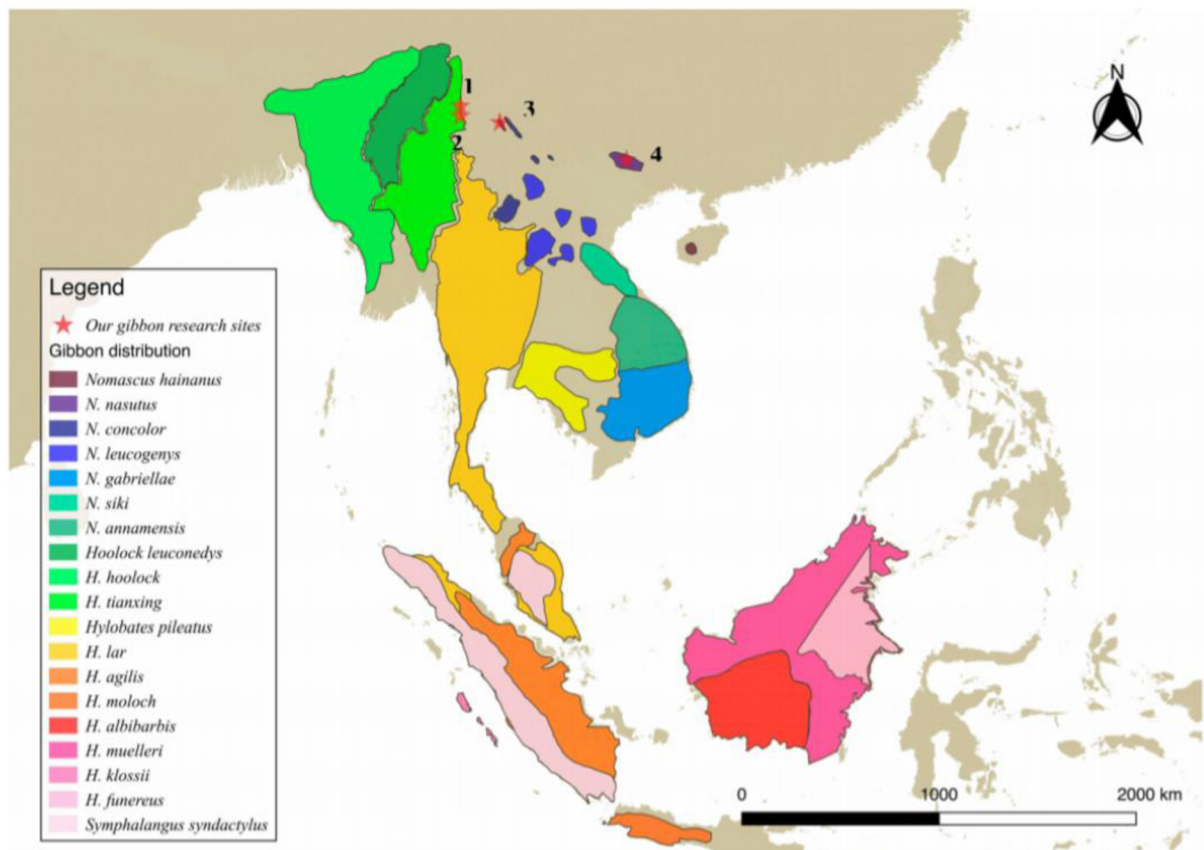 N
1
3
2
4
Legend
Our gibbon research sites
Gibbon distribution
Nomascus hainanus
N. nasutus
N. concolor
N. leucogenys
N. gabriellae
N. siki
N. annamensis
Hoolock leuconedys
H. hoolock
H. tianxing
Hylobates pileatus
H. lar
H. agilis
H. moloch
H. albibarbis
H. muelleri
H. klossii
H. funereus
Symphalangus syndactylus
0 1000 2000 km